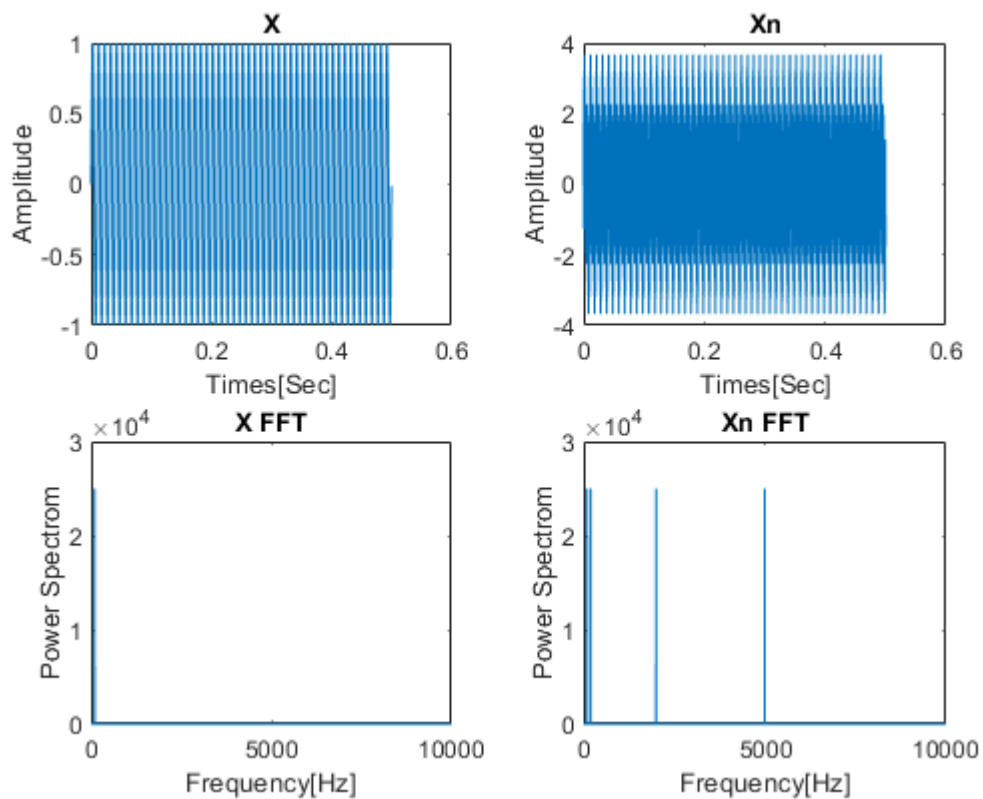 X
1
0.5
0
-0.5
-1
Amplitude
0 0.2 0.4 0.6
Times[Sec]
Xn
4
2
0
-2
-4
Amplitude
0 0.2 0.4 0.6
Times[Sec]
X FFT
×10^4
3
2
1
0
Power Spectrom
0 5000 10000
Frequency[Hz]
Xn FFT
×10^4
3
2
1
0
Power Spectrom
0 5000 10000
Frequency[Hz]